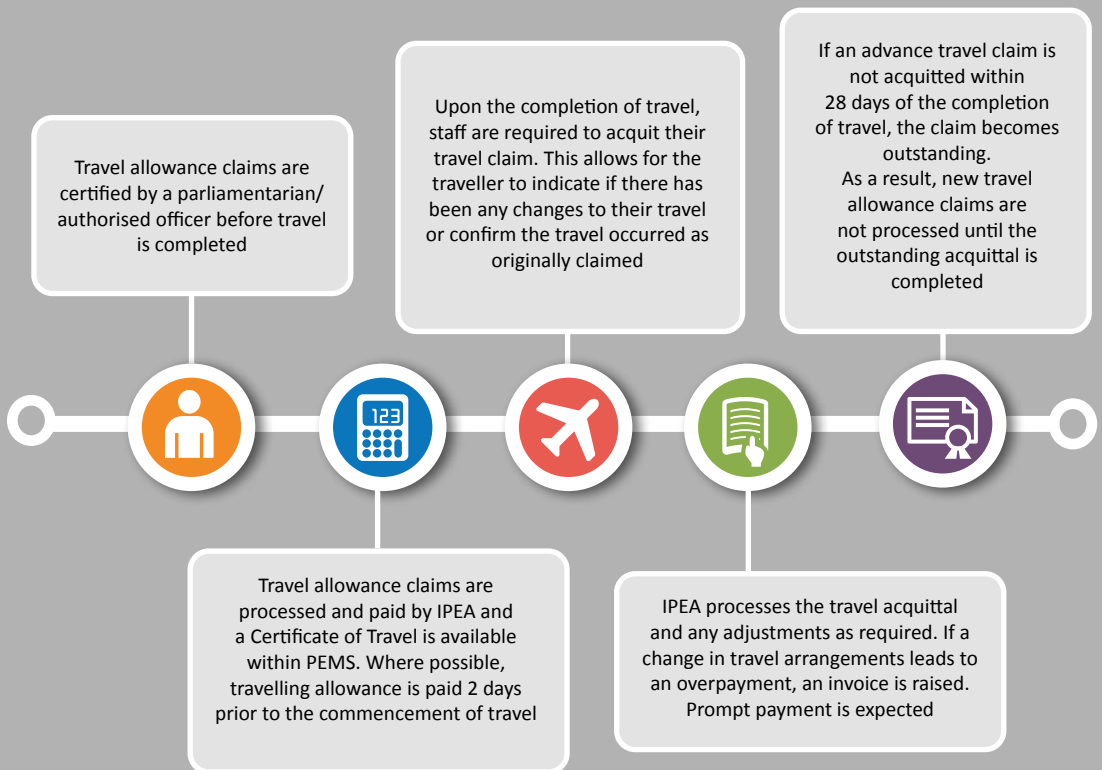 Travel allowance claims are
certified by a parliamentarian/
authorised officer before travel
is completed
123
Travel allowance claims are
processed and paid by IPEA and
a Certificate of Travel is available
within PEMS. Where possible,
travelling allowance is paid 2 days
prior to the commencement of travel
Upon the completion of travel,
staff are required to acquit their
travel claim. This allows for the
traveller to indicate if there has
been any changes to their travel
or confirm the travel occurred as
originally claimed
IPEA processes the travel acquittal
and any adjustments as required. If a
change in travel arrangements leads to
an overpayment, an invoice is raised.
Prompt payment is expected
If an advance travel claim is
not acquitted within
28 days of the completion
of travel, the claim becomes
outstanding.
As a result, new travel
allowance claims are
not processed until the
outstanding acquittal is
completed